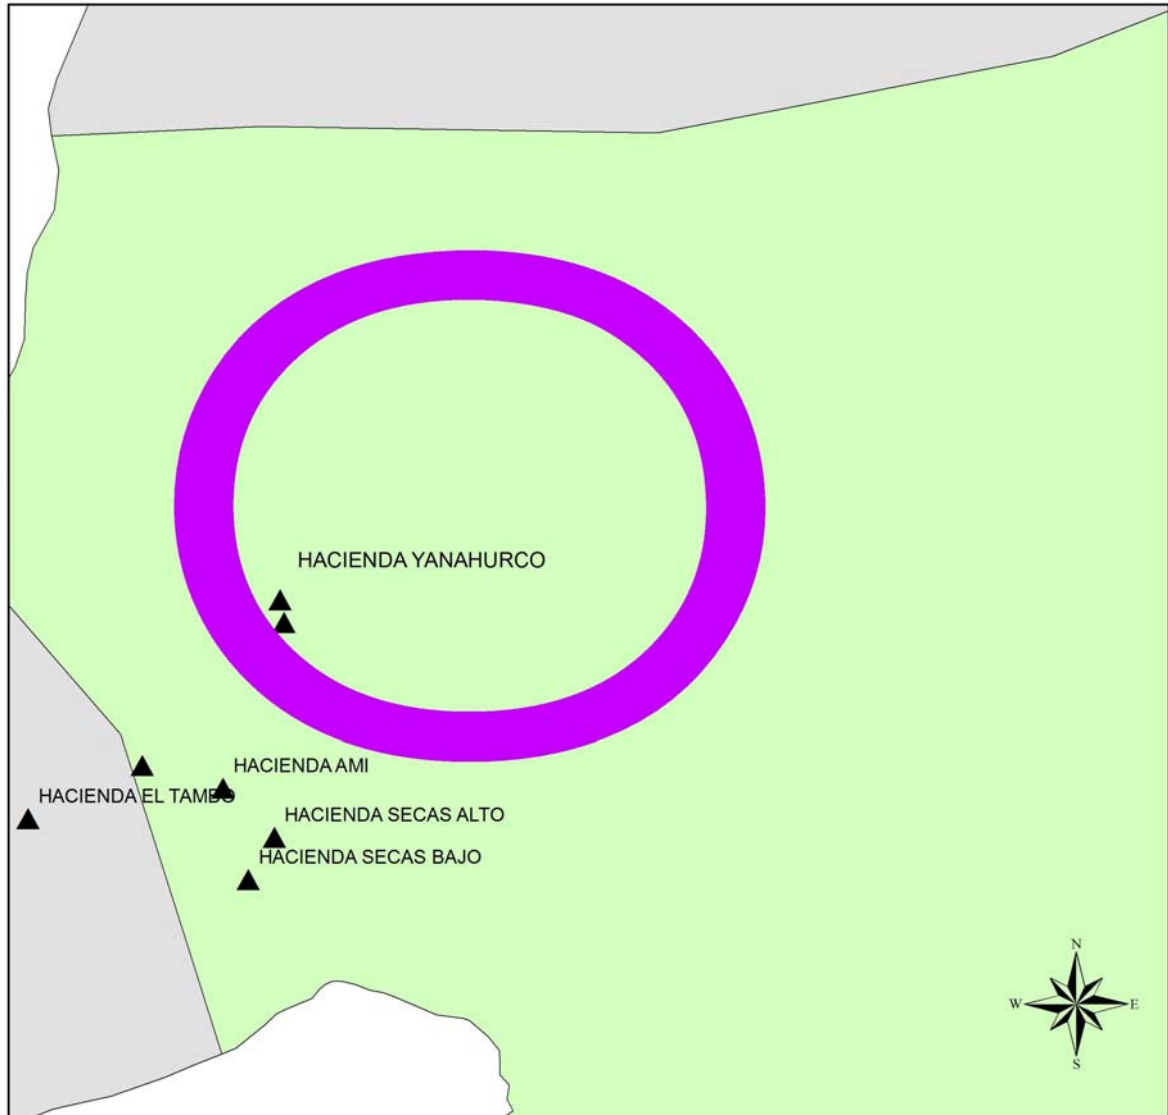 HACIENDA YANAHURCO
HACIENDA AMI
HACIENDA EL TAMBO
HACIENDA SECAS ALTO
HACIENDA SECAS BAJO
N
W E
S